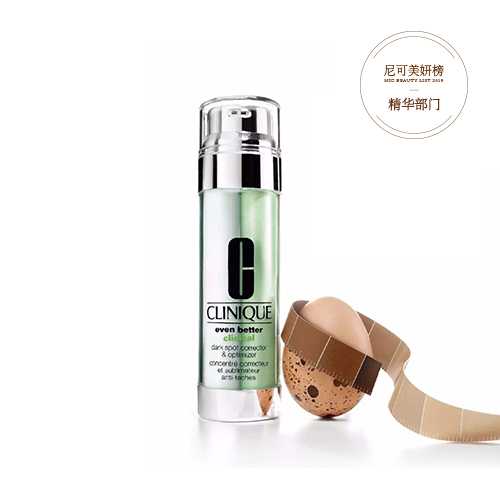 尼可美妍榜
NICO BEAUTY LIST 2018
精华部门
C
CLINIQUE
even better
clinical
dark spot corrector
& optimizer
concentré correcteur
et sublimateur
anti-taches